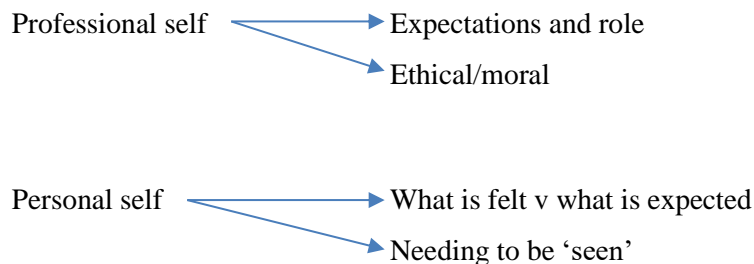 Professional self Expectations and role
Ethical/moral
Personal self What is felt v what is expected
Needing to be ‘seen’